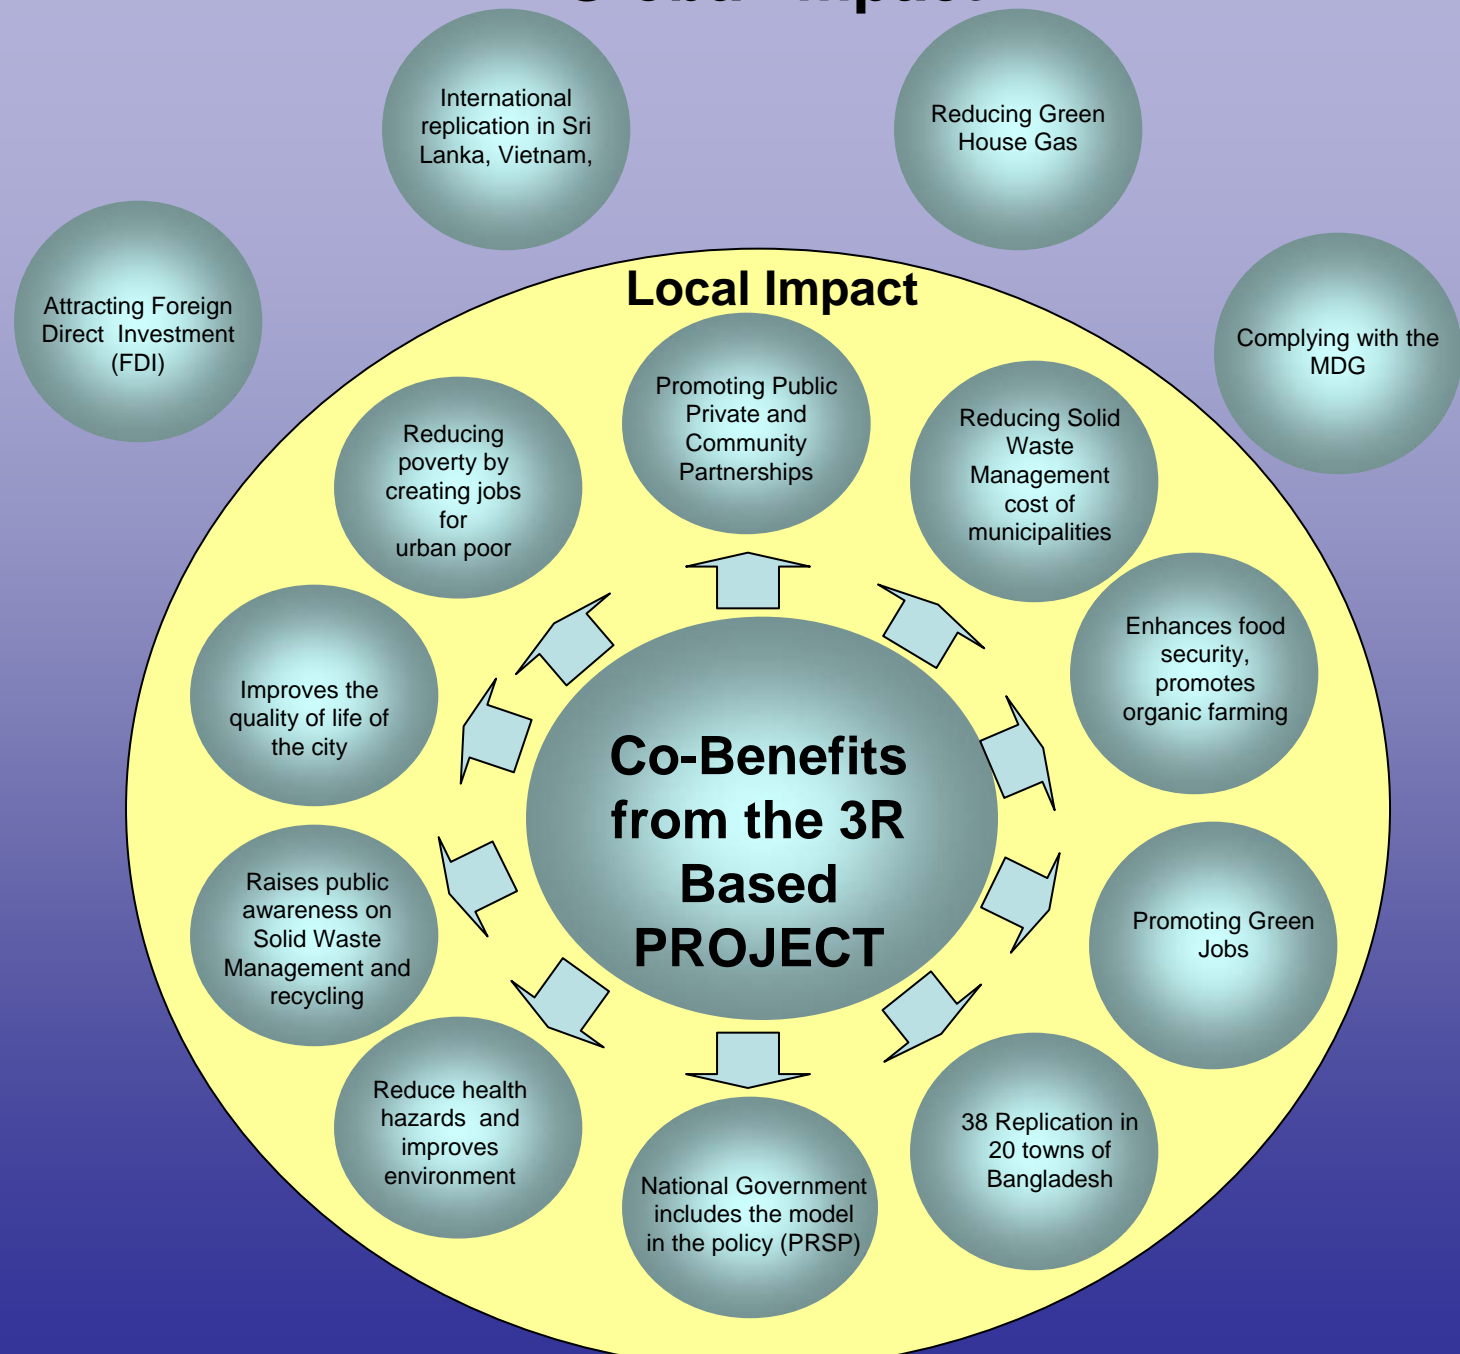 Global Impact
International
replication in Sri
Lanka, Vietnam,
Reducing Green
House Gas
Attracting Foreign
Direct Investment
(FDI)
Complying with the
MDG
Local Impact
Promoting Public
Private and
Community
Partnerships
Reducing
poverty by
creating jobs
for
urban poor
Reducing Solid
Waste
Management
cost of
municipalities
Enhances food
security,
promotes
organic farming
Improves the
quality of life of
the city
Co-Benefits
from the 3R
Based
PROJECT
Raises public
awareness on
Solid Waste
Management and
recycling
Promoting Green
Jobs
Reduce health
hazards and
improves
environment
National Government
includes the model
in the policy (PRSP)
38 Replication in
20 towns of
Bangladesh